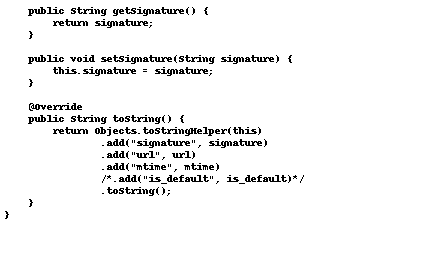 public String getSignature() {
        return signature;
    }

    public void setSignature(String signature) {
        this.signature = signature;
    }

    @Override
    public String toString() {
        return Objects.toStringHelper(this)
                .add("signature", signature)
                .add("url", url)
                .add("mtime", mtime)
                /*.add("is_default", is_default)*/
                .toString();
    }
}